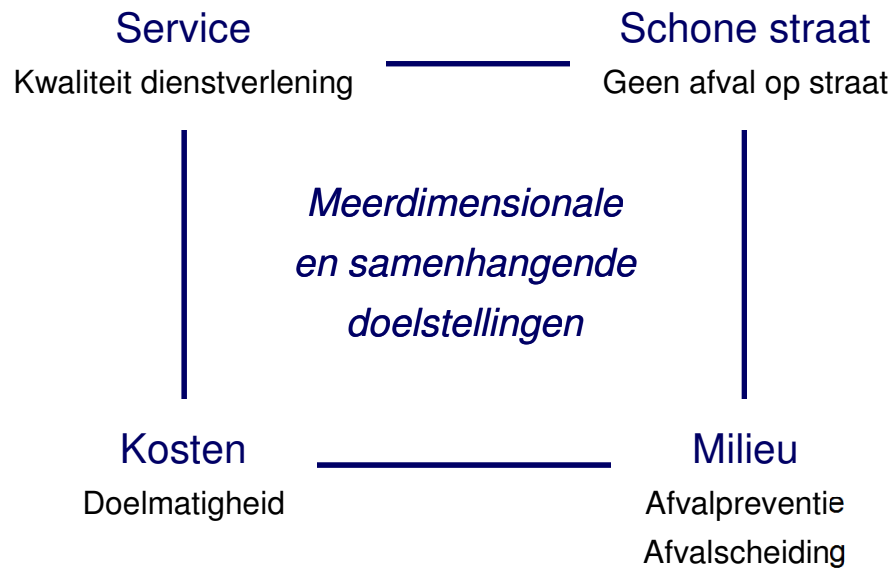 Service
Kwaliteit dienstverlening
Schone straat
Geen afval op straat
Meerdimensionale
en samenhangende
doelstellingen
Kosten
Doelmatigheid
Milieu
Afvalpreventie
Afvalscheiding